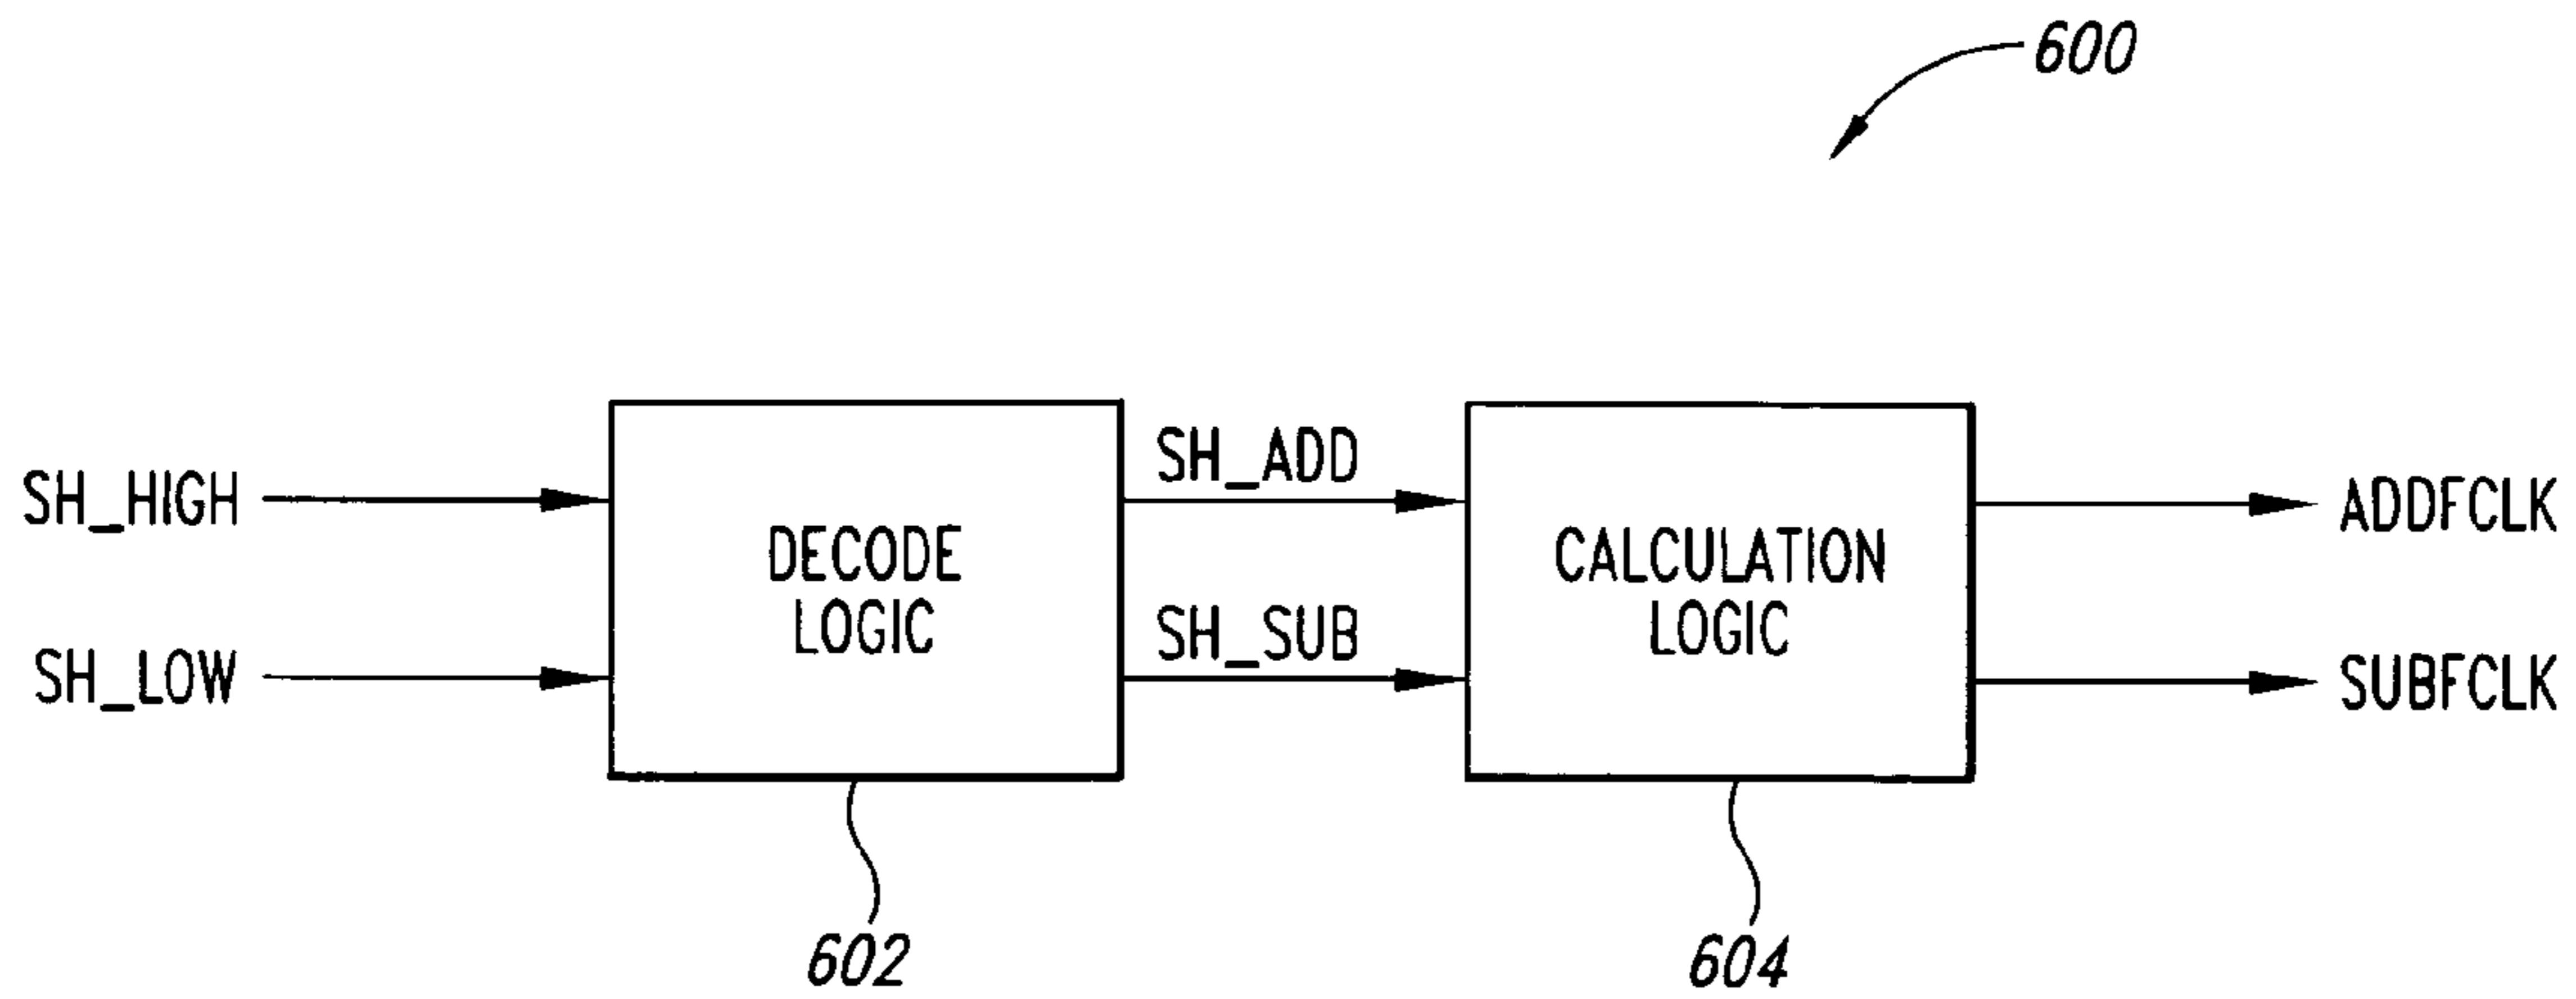 600
SH_HIGH
SH_LOW
DECODE
LOGIC
602
SH_ADD
SH_SUB
CALCULATION
LOGIC
604
ADDFCLK
SUBFCLK